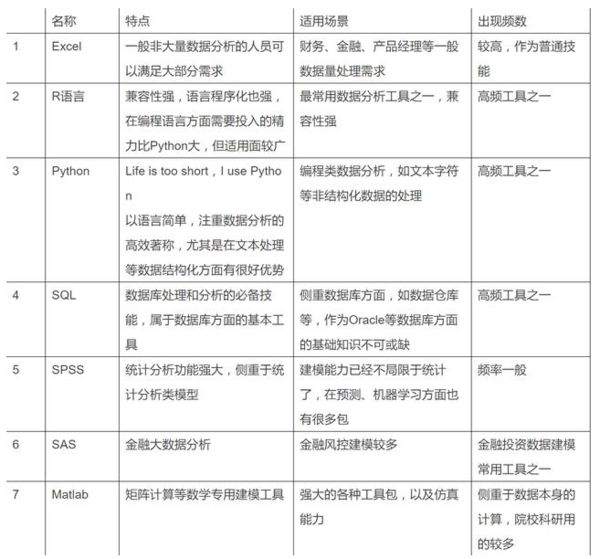 名称 特点 适用场景 出现频数
1 Excel 一般非大量数据分析的人员可 财务、金融、产品经理等一般 较高，作为普通技
以满足大部分需求 数据量处理需求 能
2 R语言 兼容性强，语言程序化也强， 最常用数据分析工具之一，兼 高频工具之一
在编程语言方面需要投入的精 容性强
力比Python大，但适用面较广
3 Python Life is too short，I use Pytho 编程类数据分析，如文本字符 高频工具之一
n 等非结构化数据的处理
以语言简单，注重数据分析的
高效著称，尤其是在文本处理
等数据结构化方面有很好优势
4 SQL 数据库处理和分析的必备技 侧重数据库方面，如数据仓库 高频工具之一
能，属于数据库方面的基本工 等，作为Oracle等数据库方面
具 的基础知识不可或缺
5 SPSS 统计分析功能强大，侧重于统 建模能力已经不局限于统计 频率一般
计分析类模型 了，在预测、机器学习方面也
有很多包
6 SAS 金融大数据分析 金融风控建模较多 金融投资数据建模
常用工具之一
7 Matlab 矩阵计算等数学专用建模工具 强大的各种工具包，以及仿真 侧重于数据本身的
能力 计算，院校科研用
的较多